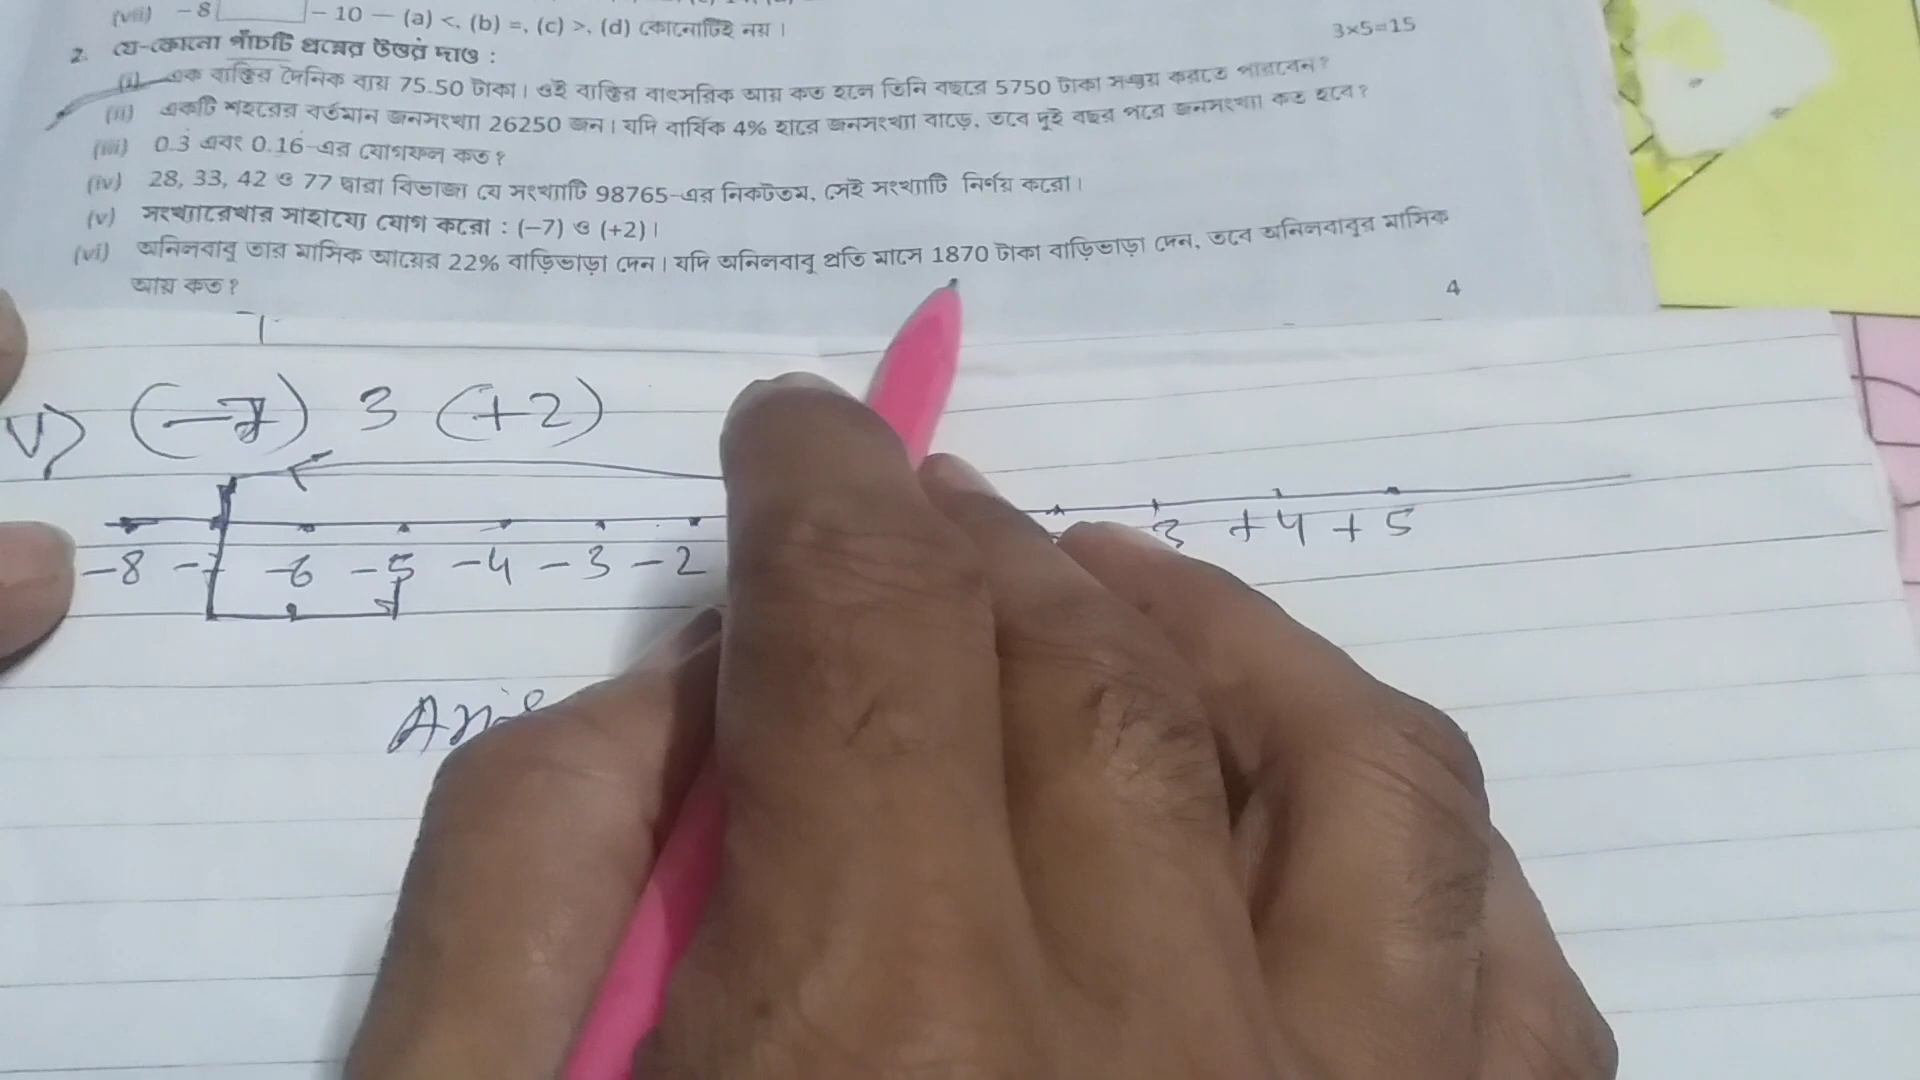 (vii) -8 - 10 — (a) <, (b) =, (c) >, (d) কোনোটিই নয়।
2. যে-কোনো পাঁচটি প্রশ্নের উত্তর দাও : 3×5=15
(i) এক ব্যক্তির দৈনিক ব্যয় 75.50 টাকা। ওই ব্যক্তির বাৎসরিক আয় কত হলে তিনি বছরে 5750 টাকা সঞ্চয় করতে পারবেন?
(ii) একটি শহরের বর্তমান জনসংখ্যা 26250 জন। যদি বার্ষিক 4% হারে জনসংখ্যা বাড়ে, তবে দুই বছর পরে জনসংখ্যা কত হবে?
(iii) 0.3̇ এবং 0.16̇-এর যোগফল কত?
(iv) 28, 33, 42 ও 77 দ্বারা বিভাজ্য যে সংখ্যাটি 98765-এর নিকটতম, সেই সংখ্যাটি নির্ণয় করো।
(v) সংখ্যারেখার সাহায্যে যোগ করো : (−7) ও (+2)।
(vi) অনিলবাবু তার মাসিক আয়ের 22% বাড়িভাড়া দেন। যদি অনিলবাবু প্রতি মাসে 1870 টাকা বাড়িভাড়া দেন, তবে অনিলবাবুর মাসিক
আয় কত?
4
v) (−7) ও (+2)
-8 -7 -6 -5 -4 -3 -2 3 +4 +5